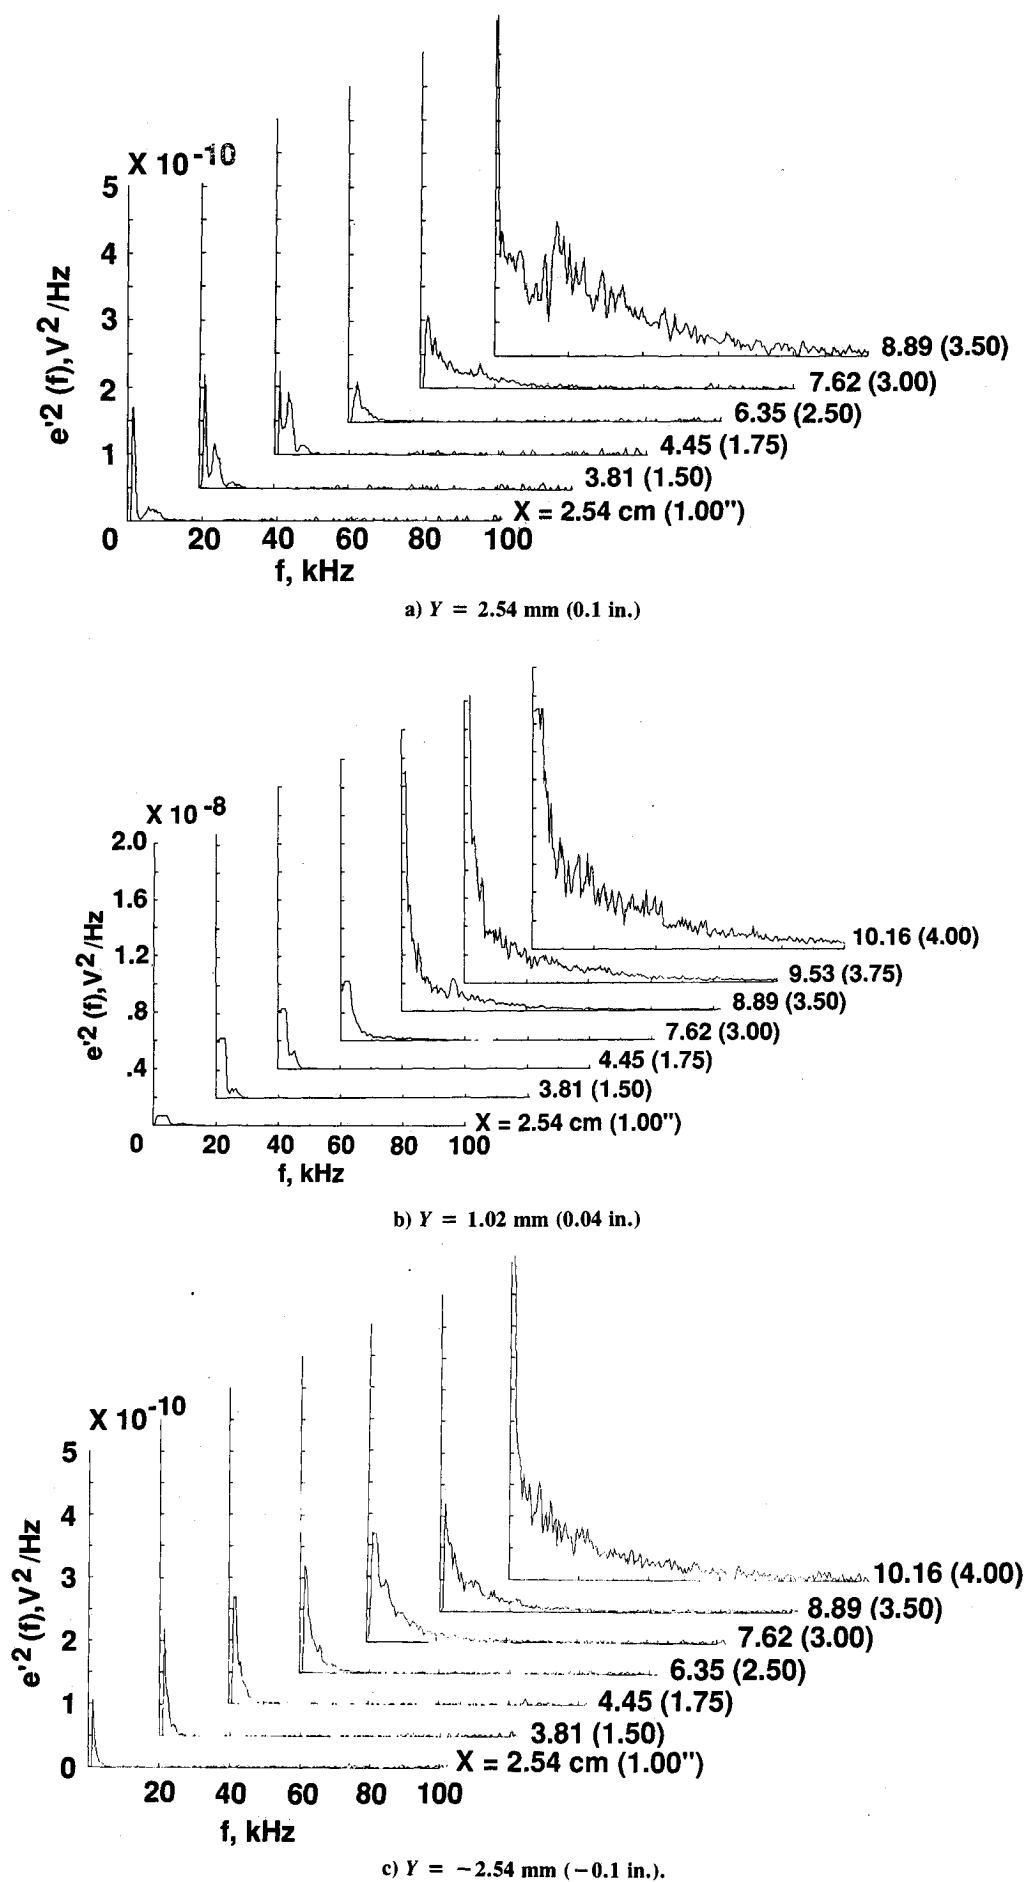 X 10-10
5
4
3
2
1
0
e'2 (f), V2/Hz
8.89 (3.50)
7.62 (3.00)
6.35 (2.50)
4.45 (1.75)
3.81 (1.50)
X = 2.54 cm (1.00")
20 40 60 80 100
f, kHz
a) Y = 2.54 mm (0.1 in.)
X 10-8
2.0
1.6
1.2
.8
.4
0
e'2 (f), V2/Hz
10.16 (4.00)
9.53 (3.75)
8.89 (3.50)
7.62 (3.00)
4.45 (1.75)
3.81 (1.50)
X = 2.54 cm (1.00")
20 40 60 80 100
f, kHz
b) Y = 1.02 mm (0.04 in.)
X 10-10
5
4
3
2
1
0
e'2 (f), V2/Hz
10.16 (4.00)
8.89 (3.50)
7.62 (3.00)
6.35 (2.50)
4.45 (1.75)
3.81 (1.50)
X = 2.54 cm (1.00")
20 40 60 80 100
f, kHz
c) Y = −2.54 mm (−0.1 in.).